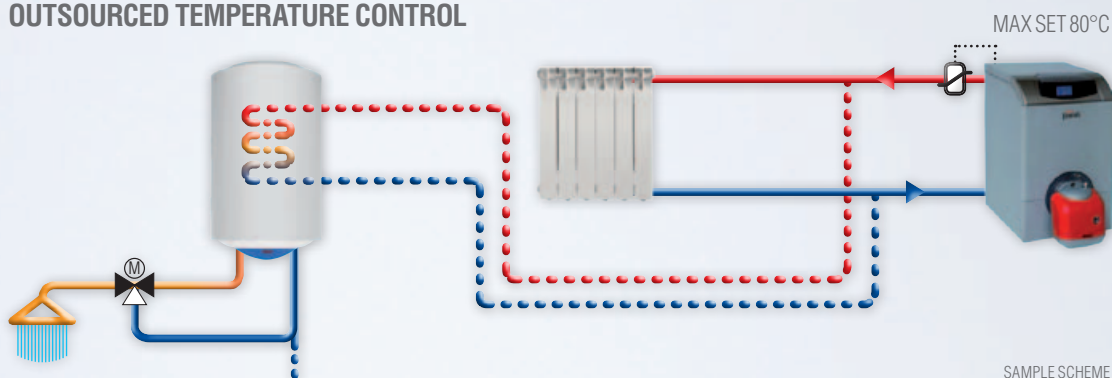 OUTSOURCED TEMPERATURE CONTROL
MAX SET 80°C
M
SAMPLE SCHEME